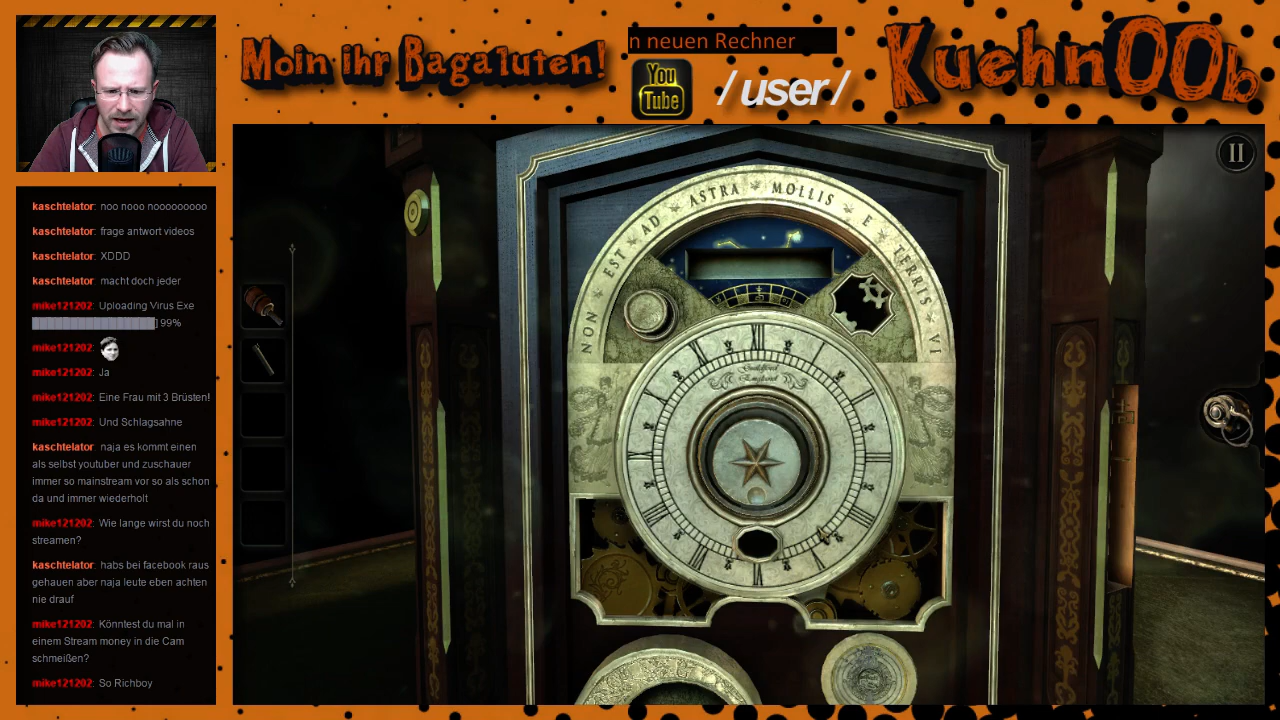 Moin ihr Bagaluten!
n neuen Rechner
You
Tube
/user/
KuehnOOb
kaschtelator: noo nooo nooooooooo
kaschtelator: frage antwort videos
kaschtelator: XDDD
kaschtelator: macht doch jeder
mike121202: Uploading Virus Exe
] 99%
mike121202:
mike121202: Ja
mike121202: Eine Frau mit 3 Brüsten!
mike121202: Und Schlagsahne
kaschtelator: naja es kommt einen
als selbst youtuber und zuschauer
immer so mainstream vor so als schon
da und immer wiederholt
mike121202: Wie lange wirst du noch
streamen?
kaschtelator: habs bei facebook raus
gehauen aber naja leute eben achten
nie drauf
mike121202: Könntest du mal in
einem Stream money in die Cam
schmeißen?
mike121202: So Richboy
NON EST AD ASTRA MOLLIS E TERRIS VI